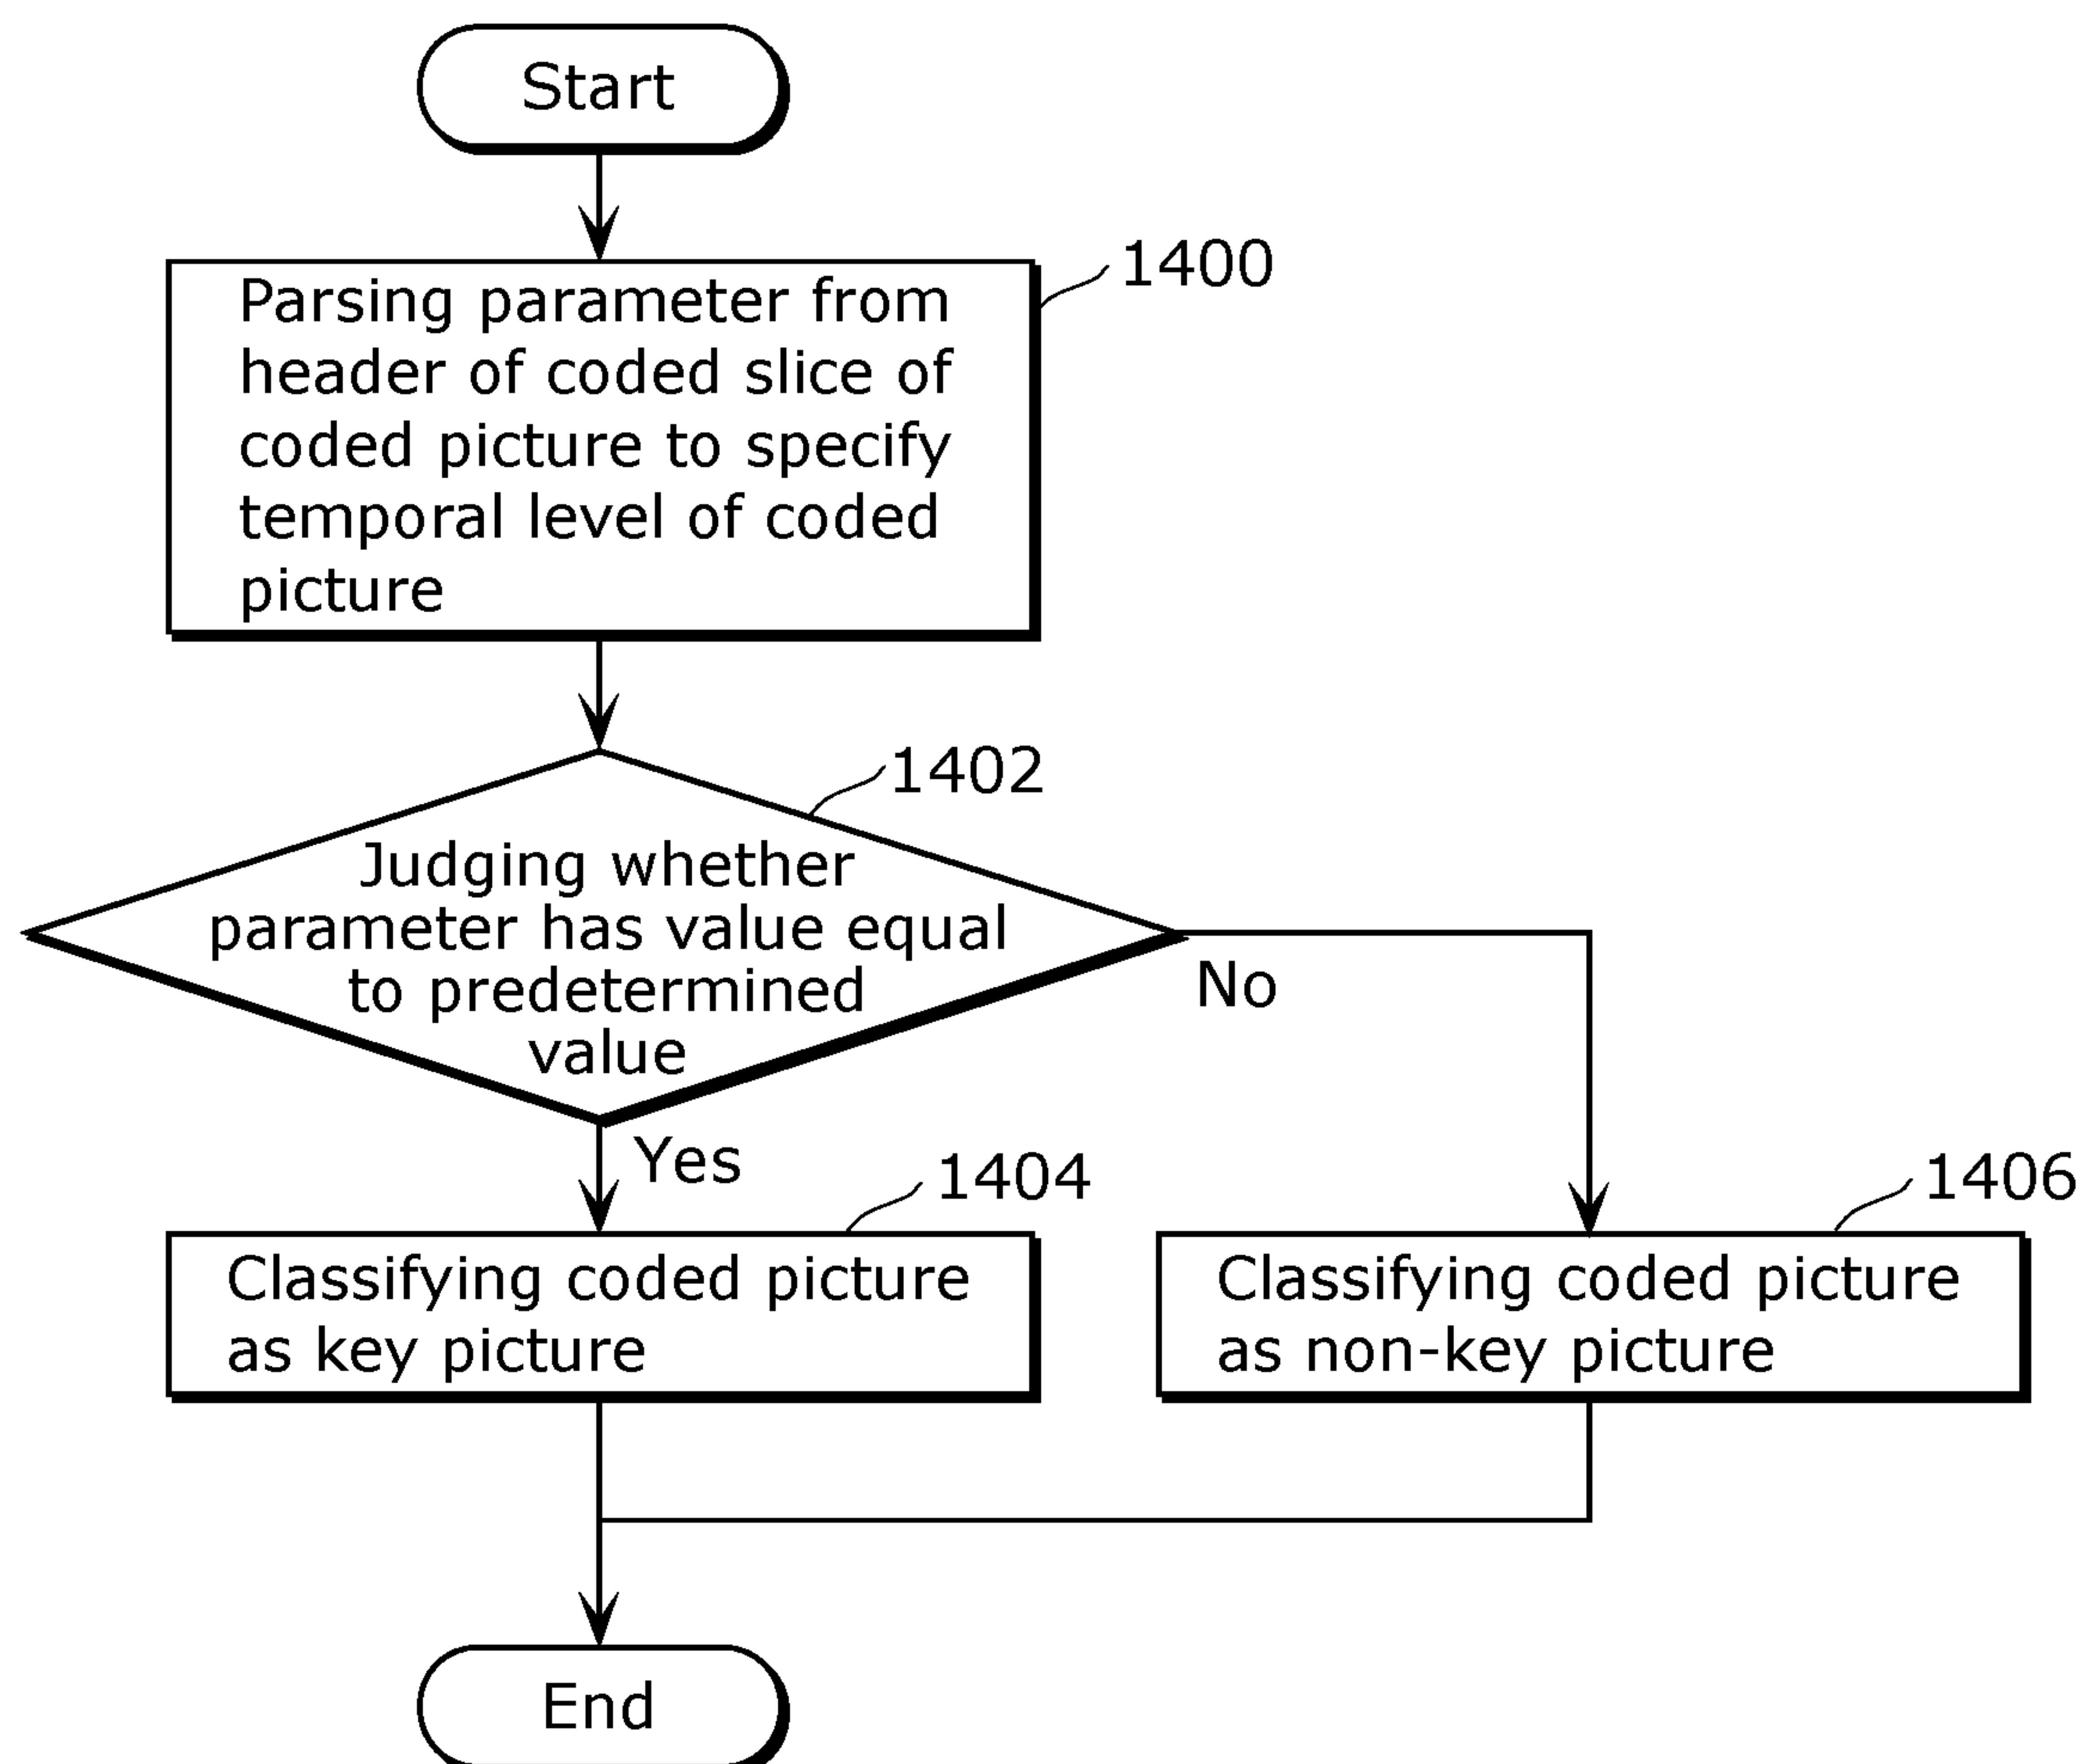 Start
1400
Parsing parameter from
header of coded slice of
coded picture to specify
temporal level of coded
picture
1402
Judging whether
parameter has value equal
to predetermined
value
No
Yes
1404
1406
Classifying coded picture
as key picture
Classifying coded picture
as non-key picture
End